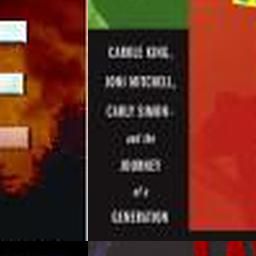 CAROLE KING,
JONI MITCHELL,
CARLY SIMON-
and the
JOURNEY
of a
GENERATION